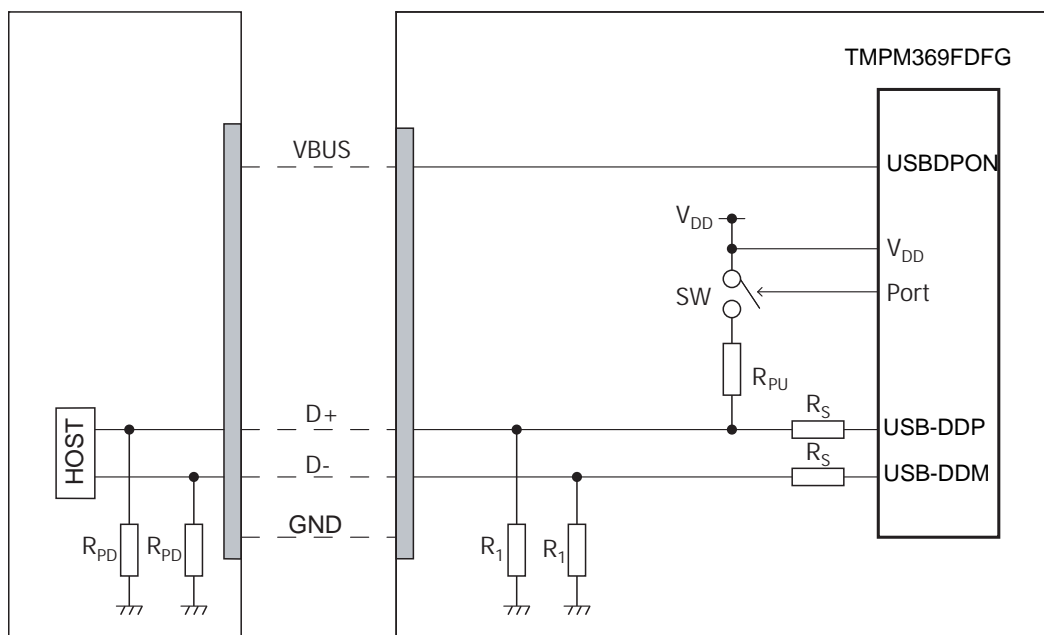 TMPM369FDFG
VBUS
USBDPON
VDD
VDD
SW
Port
RPU
HOST
D+
RS
USB-DDP
D-
RS
USB-DDM
GND
RPD
RPD
R1
R1